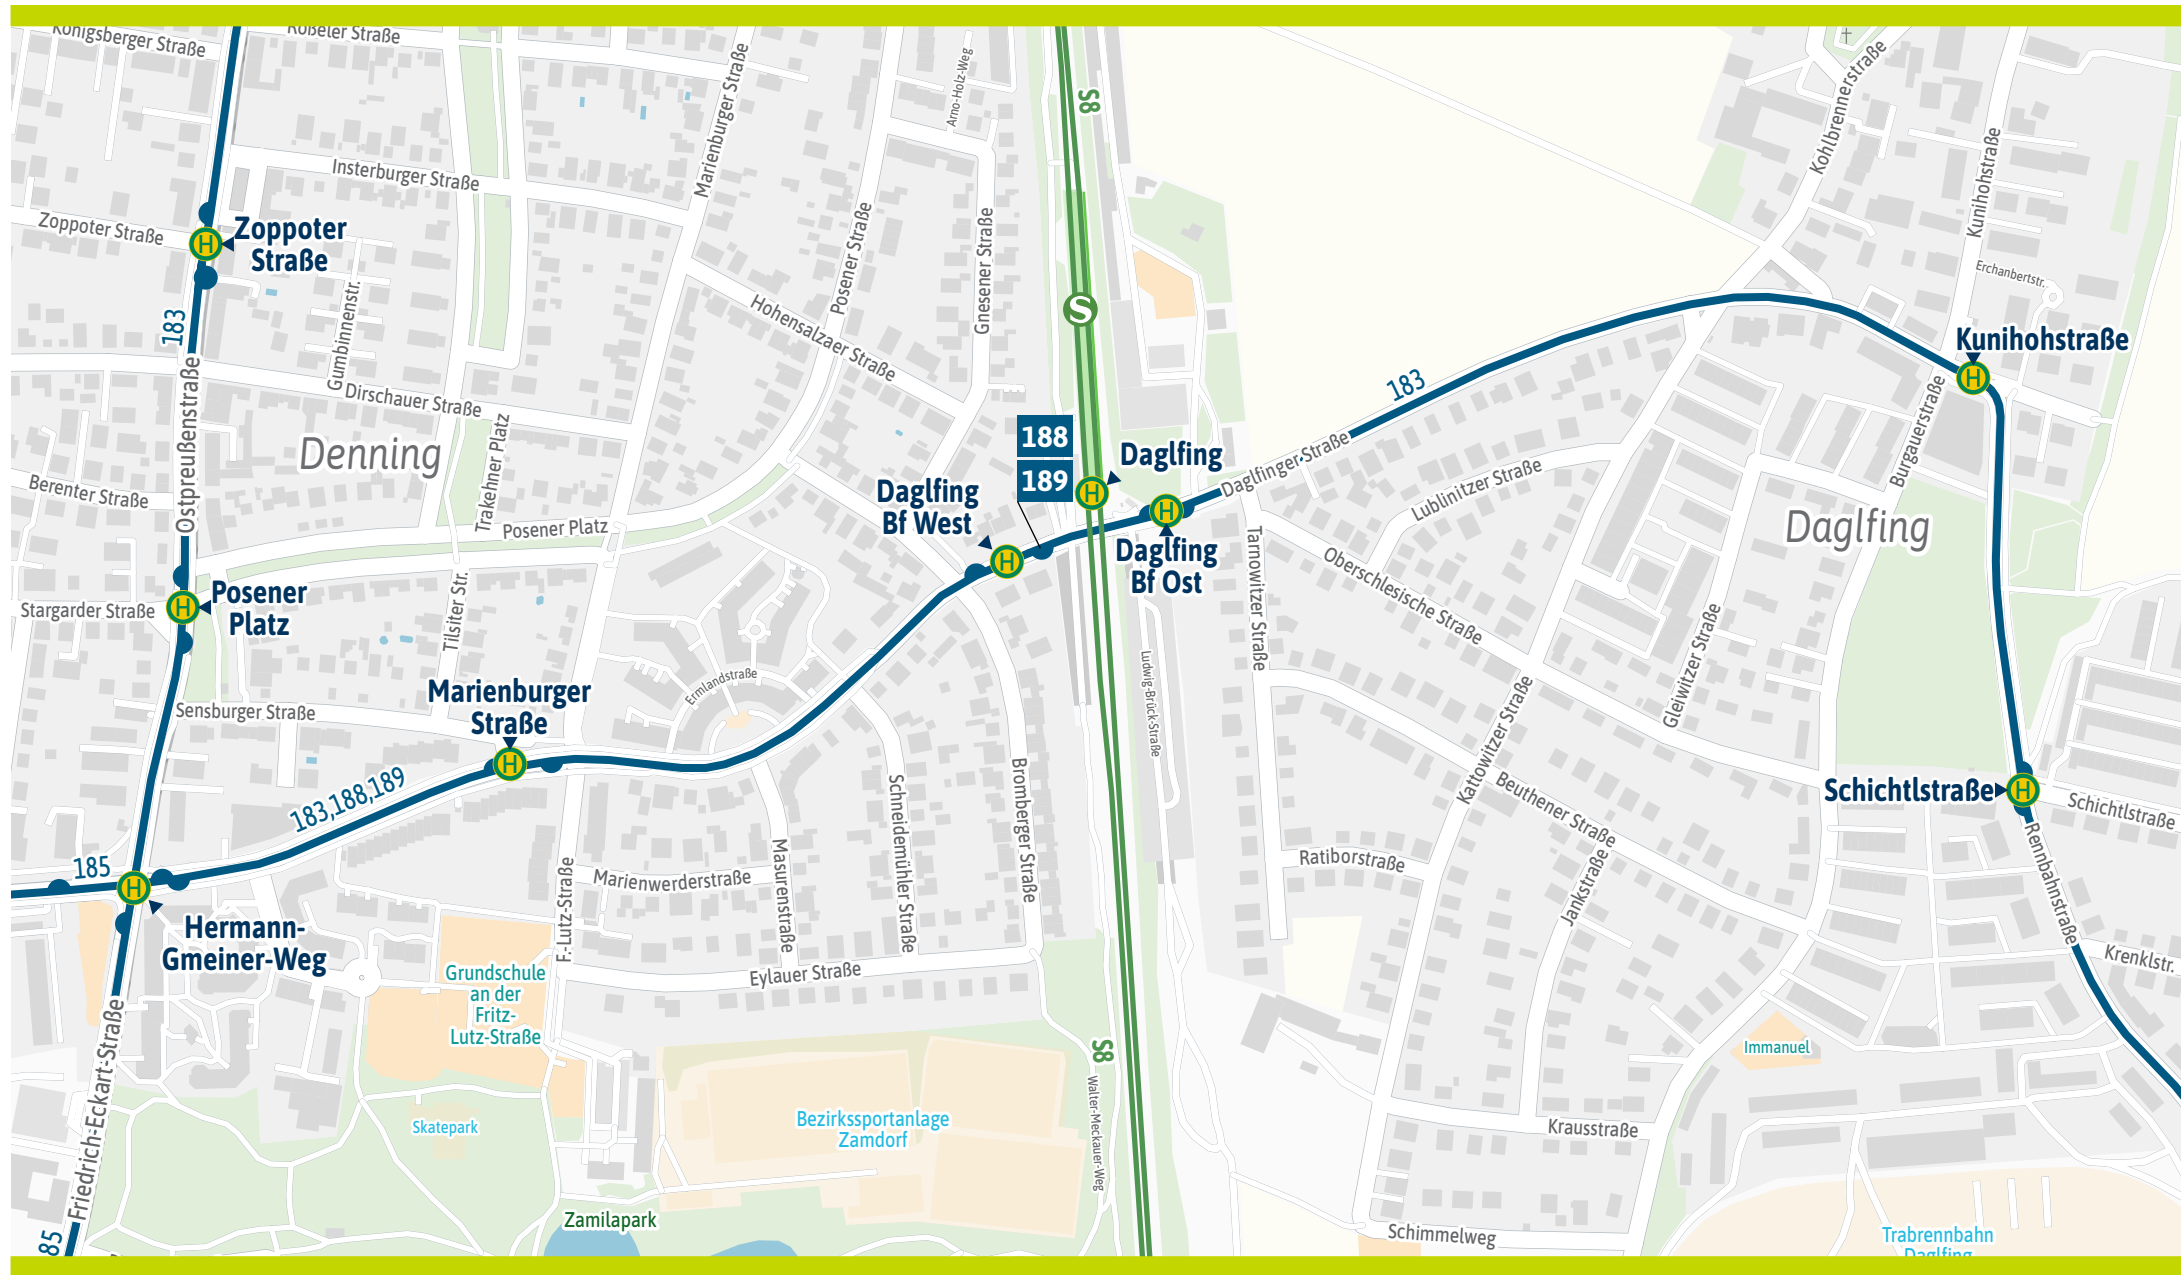 Königsberger Straße
Rößeler Straße
Marienburger Straße
Arno-Holz-Weg
S8
Kohlbrennerstraße
Kunihohstraße
Insterburger Straße
Zoppoter Straße
H
Zoppoter
Straße
Posener Straße
Gnesener Straße
Erchanbertstr.
183
Gumbinnenstr.
Hohensalzaer Straße
S
Kunihohstraße
H
183
Ostpreußenstraße
Dirschauer Straße
Trakehner Platz
Denning
Burgauerstraße
188
189
Daglfing
H
Daglfinger Straße
Lublinitzer Straße
Berenter Straße
Daglfing
Bf West
H
H
Daglfing
Bf Ost
Daglfing
Posener Platz
Tarnowitzer Straße
Oberschlesische Straße
Stargarder Straße
H
Posener
Platz
Tilsiter Str.
Ermlandstraße
Ludwig-Brück-Straße
Gleiwitzer Straße
Sensburger Straße
Marienburger
Straße
H
Kattowitzer Straße
Beuthener Straße
Schichtlstraße
H
Schichtlstraße
183,188,189
Schneidemühler Straße
Bromberger Straße
Masurenstraße
Marienwerderstraße
F.-Lutz-Straße
Ratiborstraße
Jankstraße
Rennbahnstraße
185
H
Hermann-
Gmeiner-Weg
Krenklstr.
Eylauer Straße
Grundschule
an der
Fritz-
Lutz-Straße
Friedrich-Eckart-Straße
S8
Immanuel
Walter-Meckauer-Weg
Skatepark
Bezirkssportanlage
Zamdorf
Krausstraße
Zamilapark
Schimmelweg
85
Trabrennbahn
Daglfing